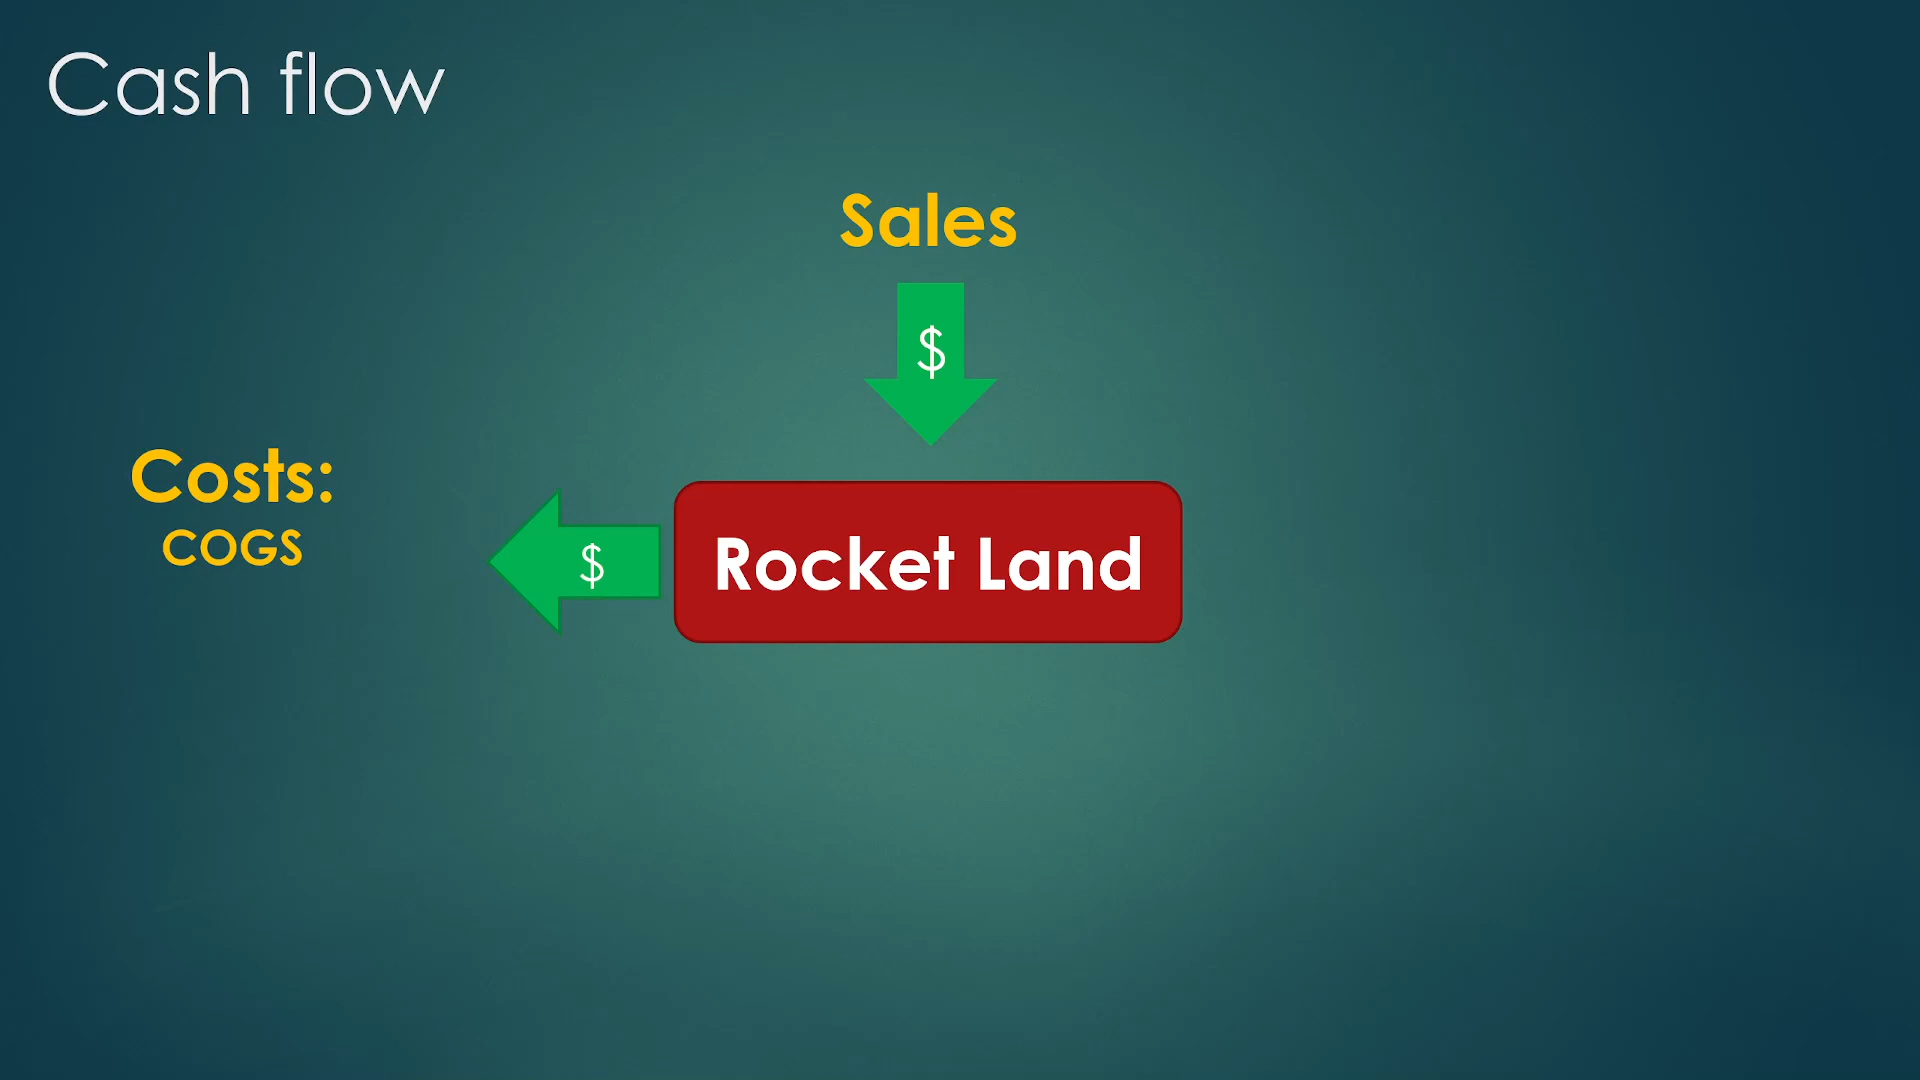 Cash flow
Sales
$
Costs:
COGS
$
Rocket Land